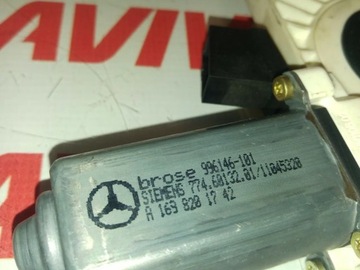 AVIV
brose 996146-101
SIEMENS 774.60132.01/11045320
A 169 820 17 42